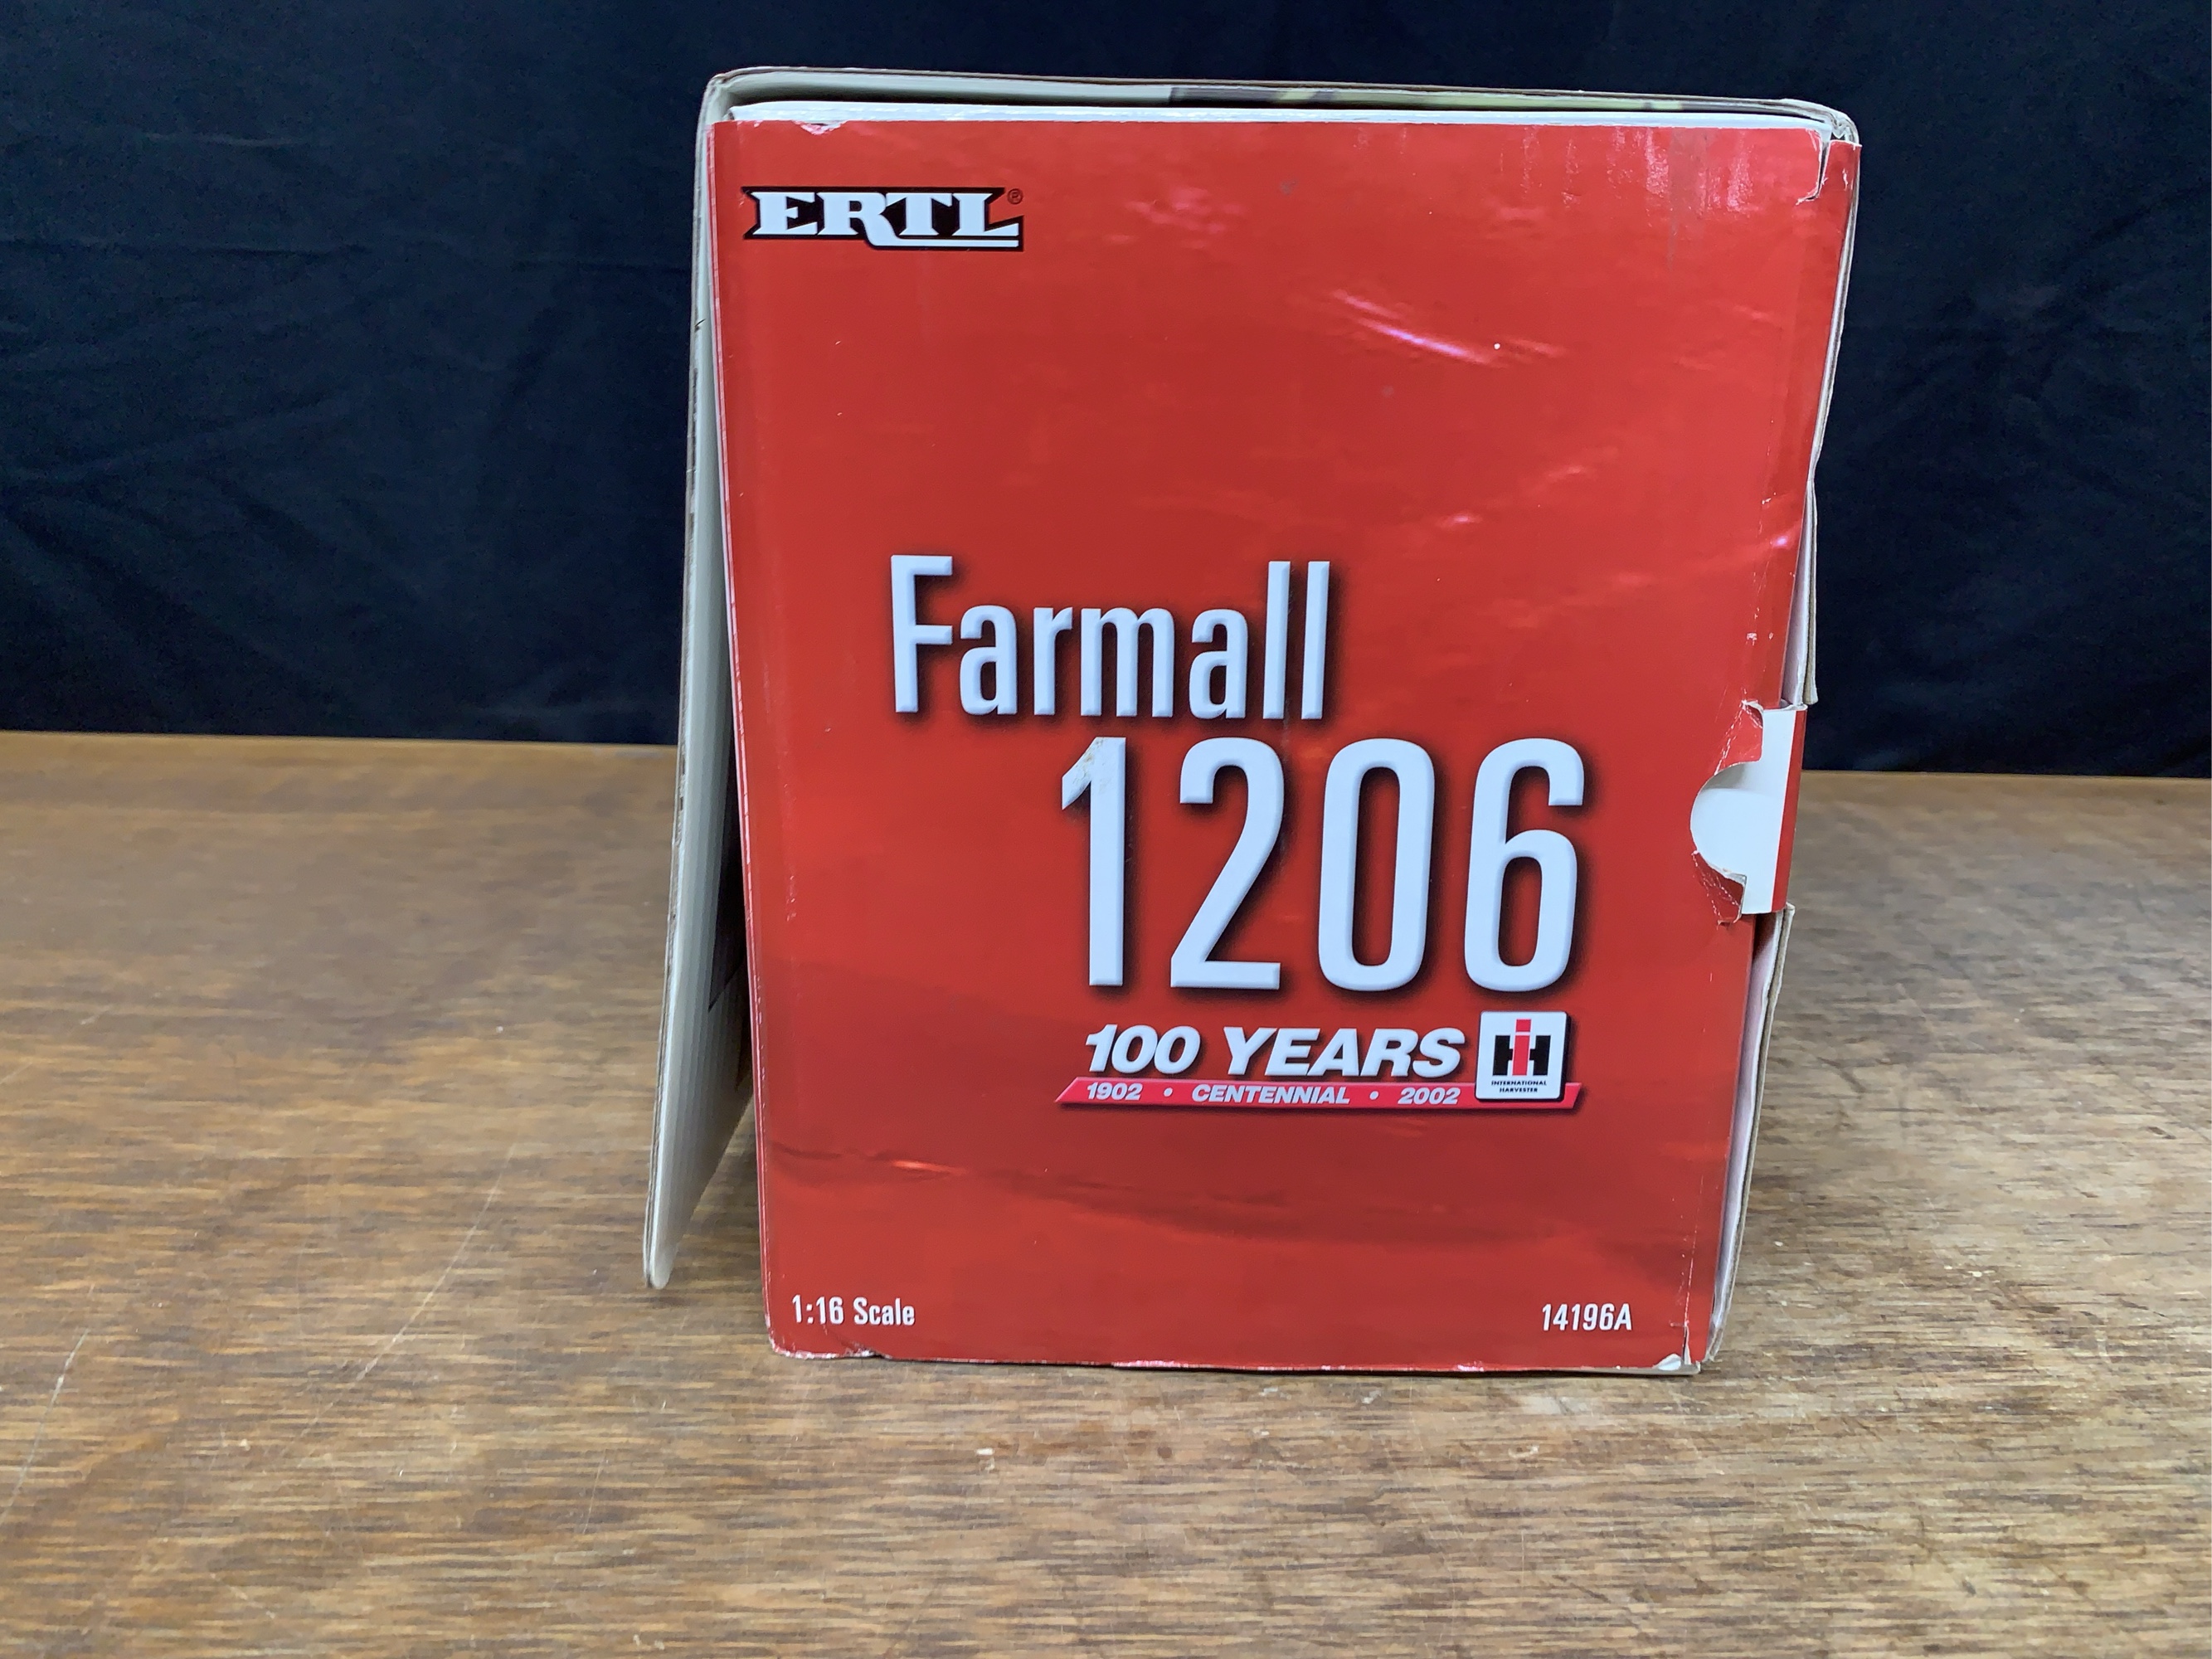 ERTL®
Farmall
1206
100 YEARS
1902 • CENTENNIAL • 2002
INTERNATIONAL
HARVESTER
1:16 Scale
14196A